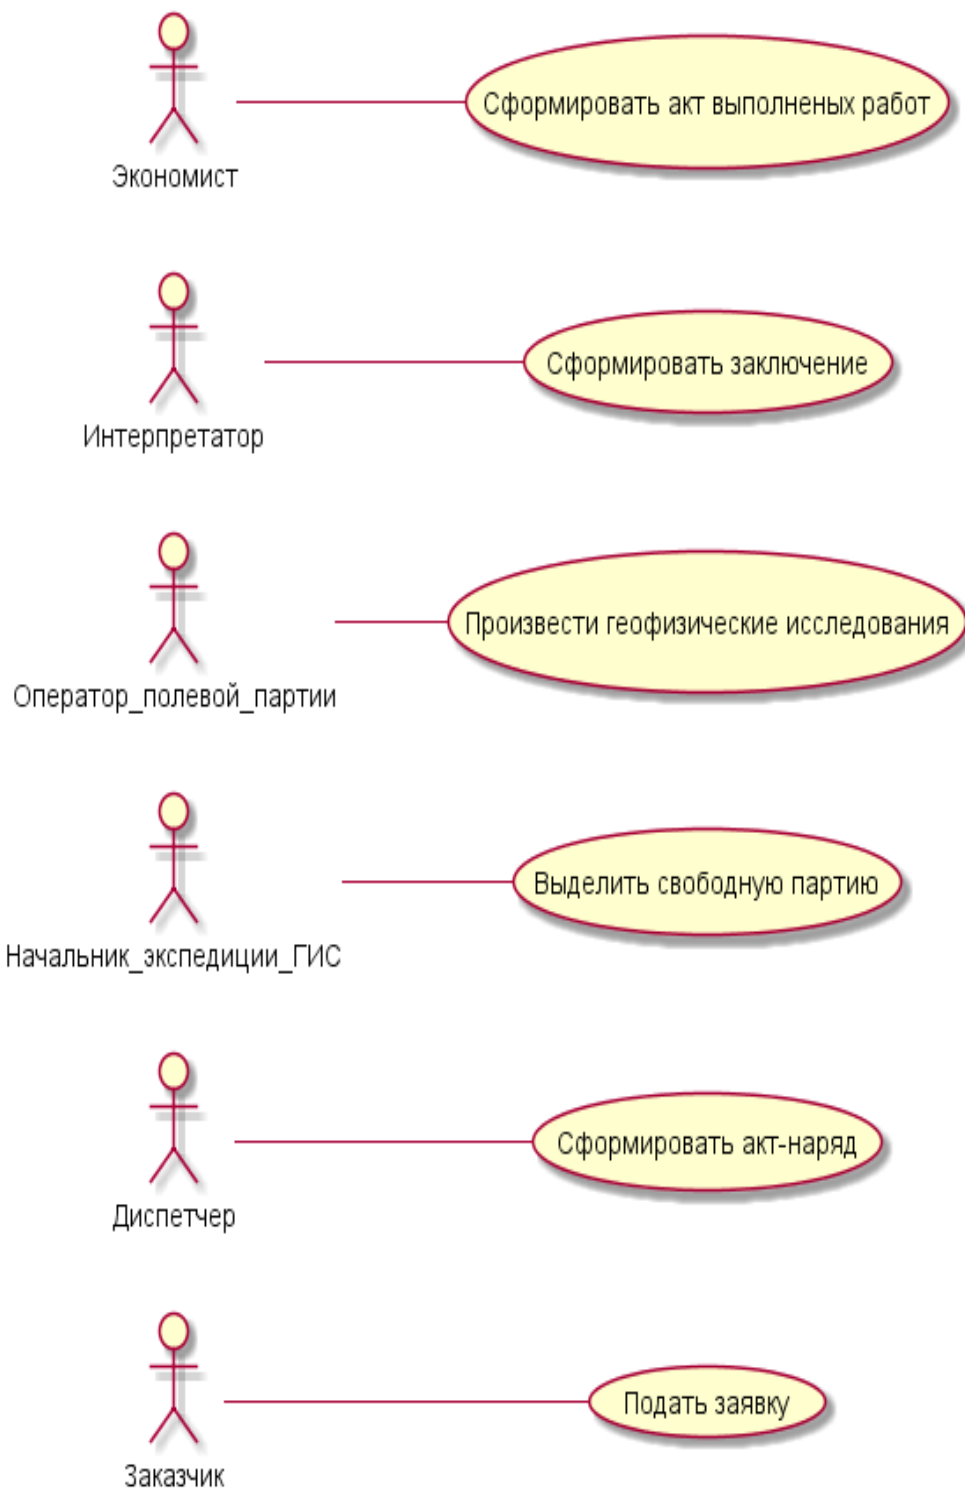 Сформировать акт выполненых работ
Экономист
Сформировать заключение
Интерпретатор
Произвести геофизические исследования
Оператор_полевой_партии
Выделить свободную партию
Начальник_экспедиции_ГИС
Сформировать акт-наряд
Диспетчер
Подать заявку
Заказчик